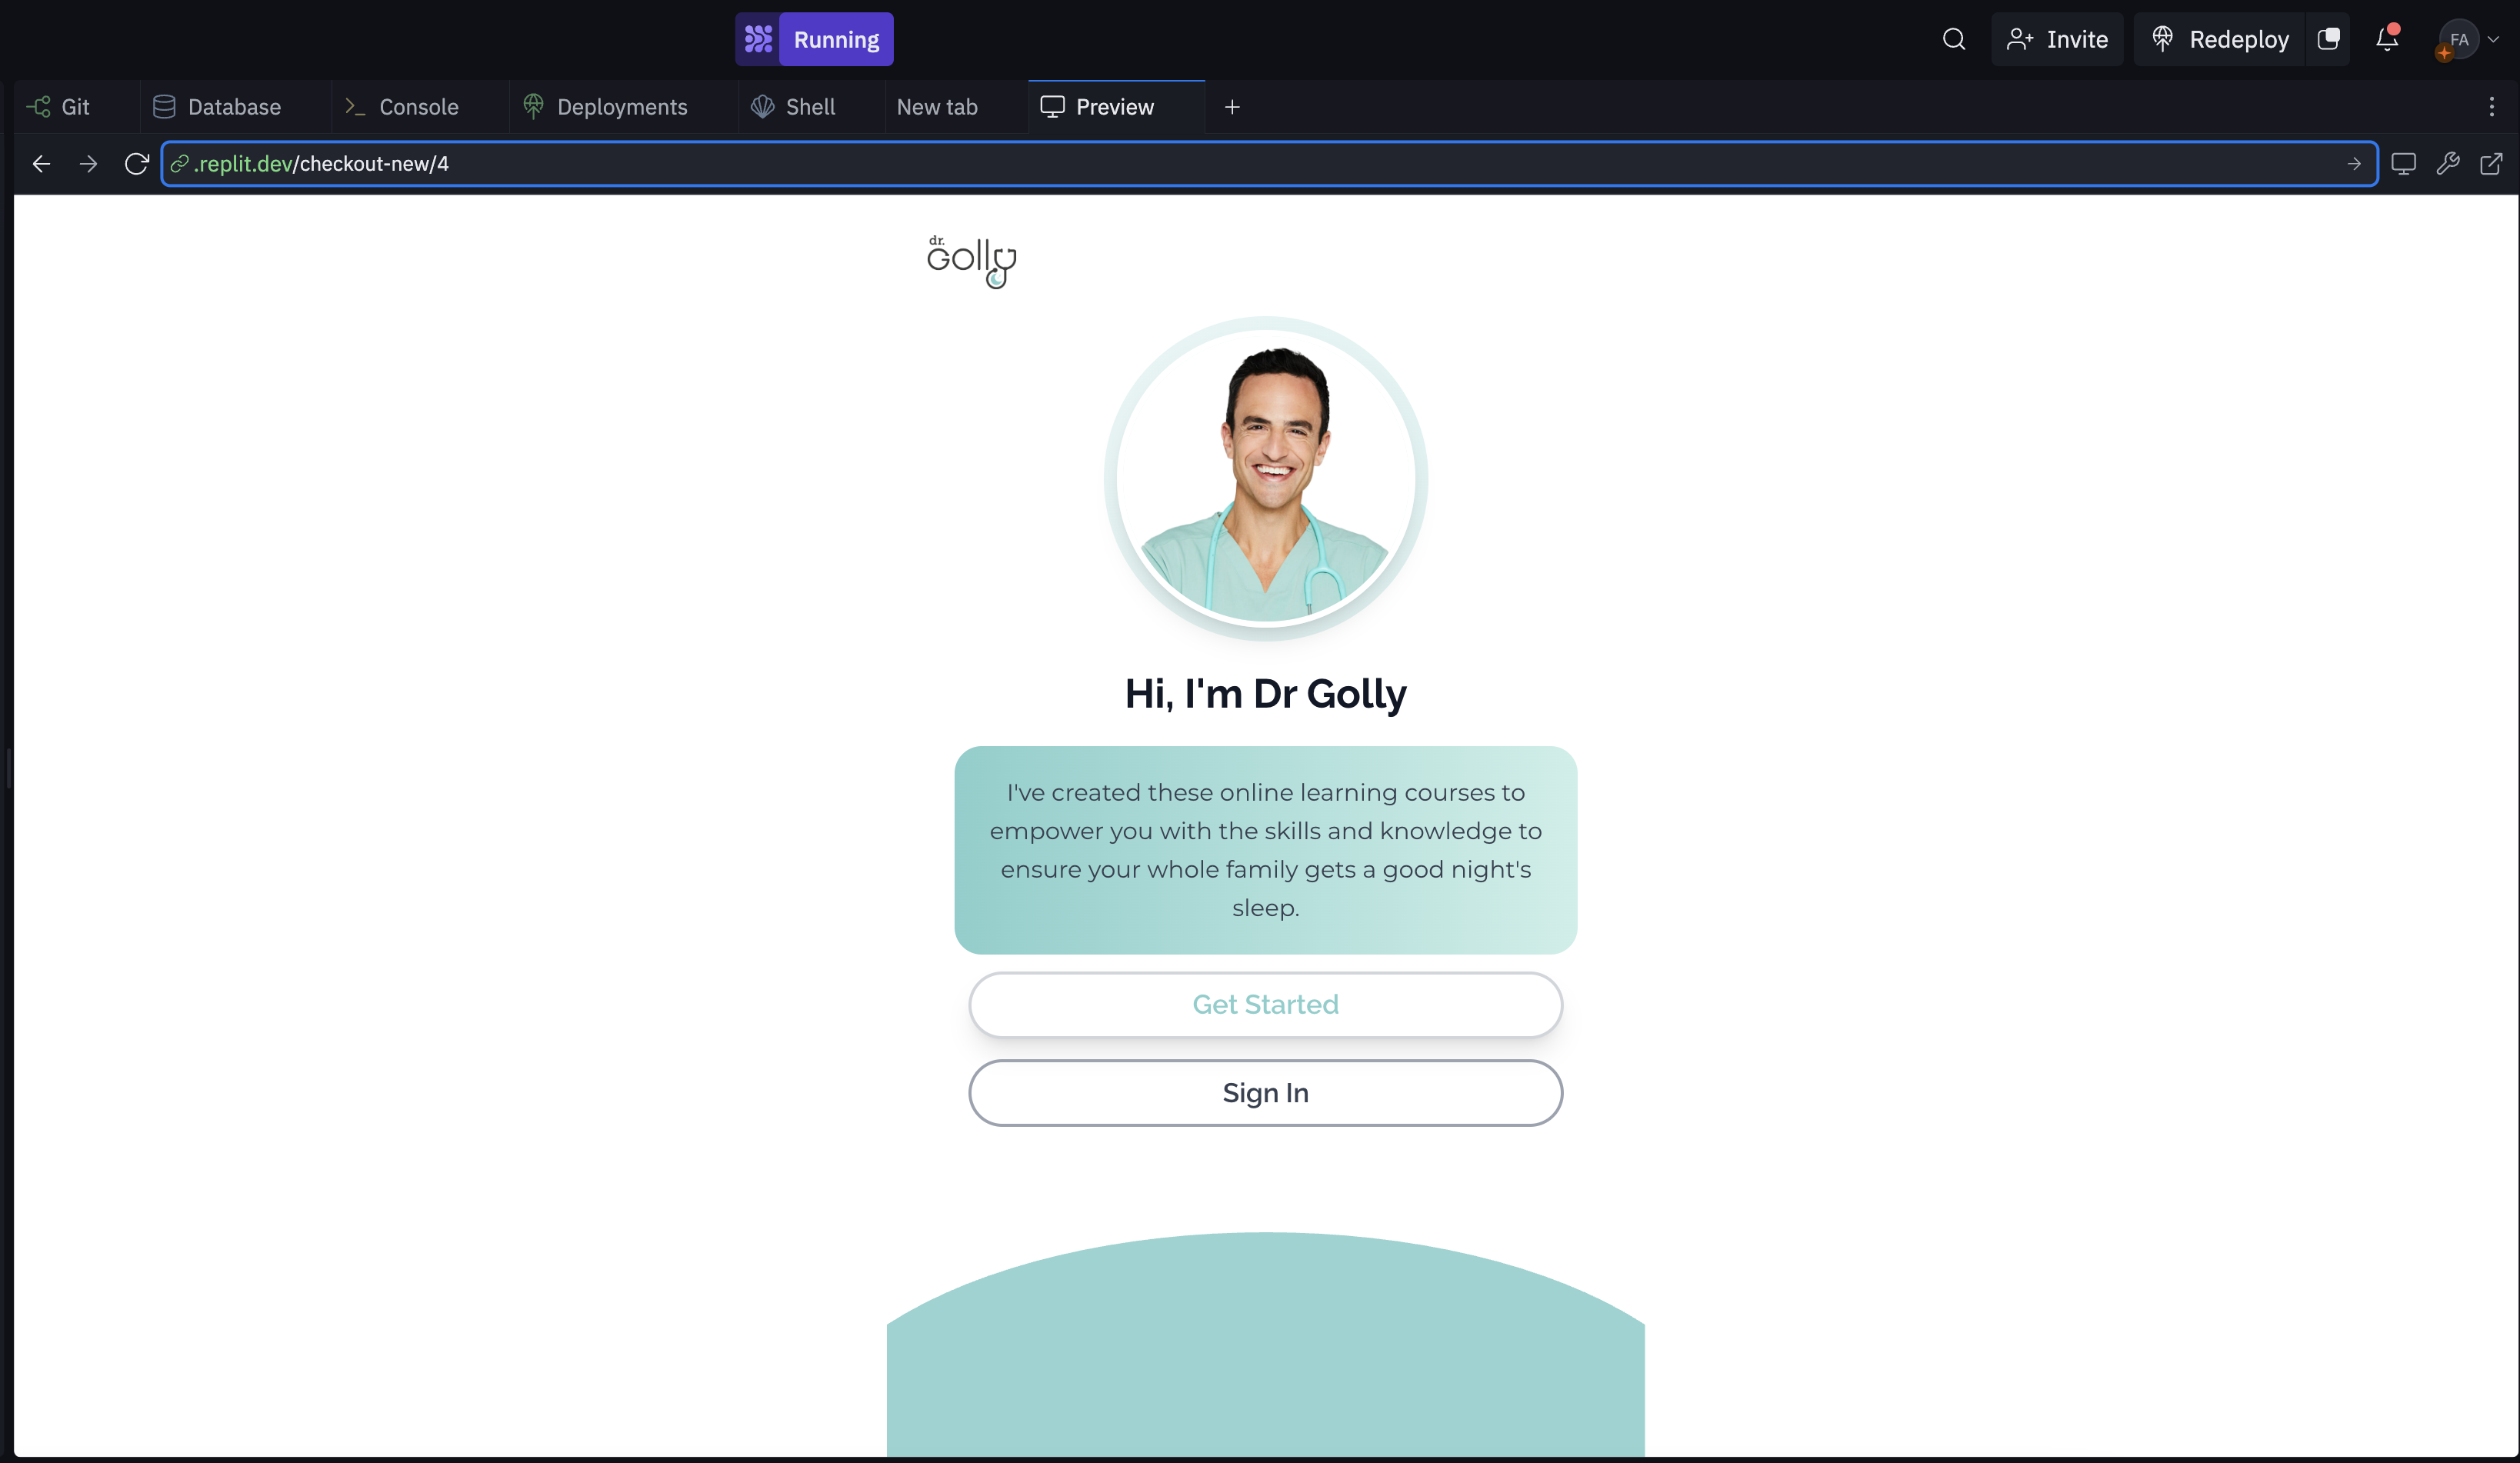 Running
Invite
Redeploy
FA
Git
Database
Console
Deployments
Shell
New tab
Preview
.replit.dev/checkout-new/4
dr.
Golly
Hi, I'm Dr Golly
I've created these online learning courses to
empower you with the skills and knowledge to
ensure your whole family gets a good night's
sleep.
Get Started
Sign In